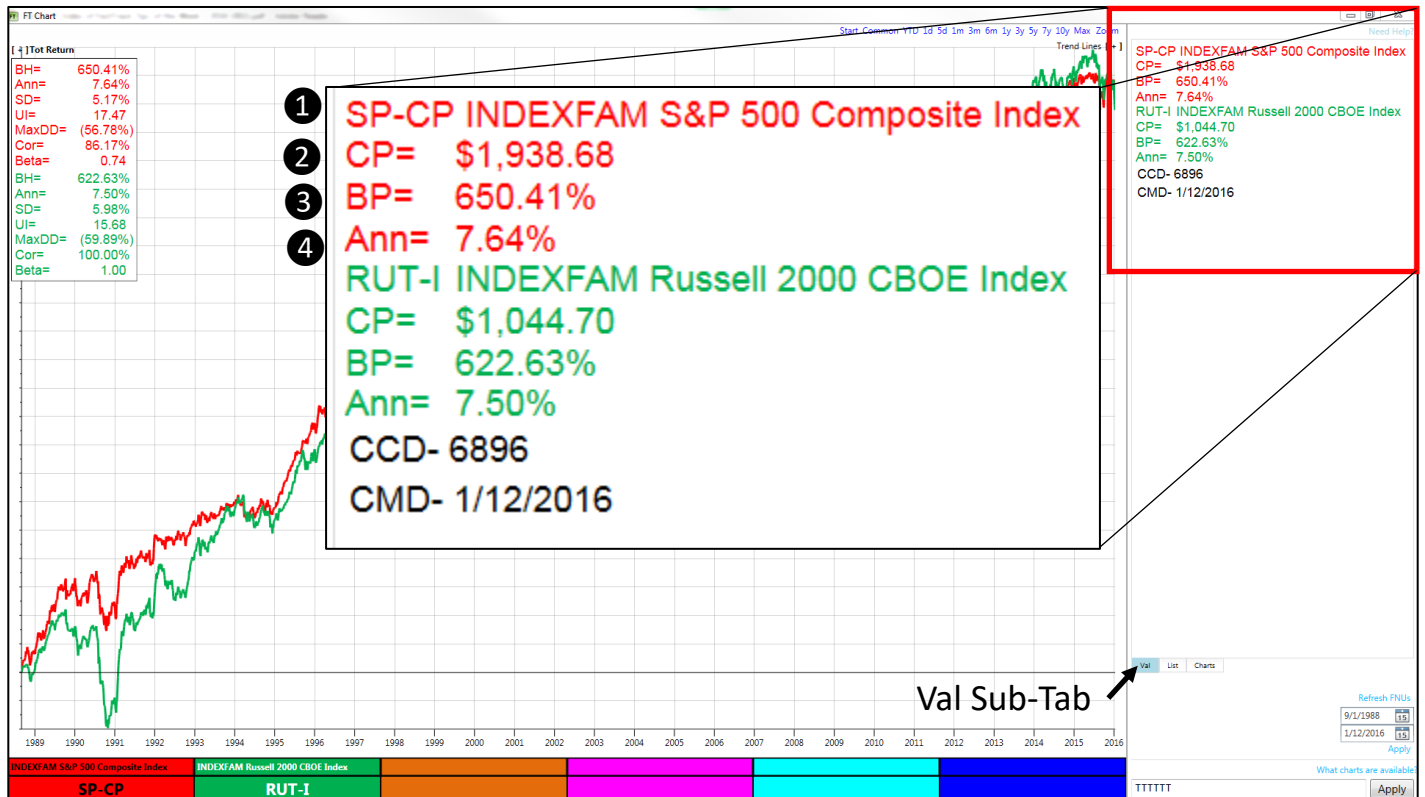 FT Chart
Start Common YTD 1d 5d 1m 3m 6m 1y 3y 5y 7y 10y Max Zoom
Need Help?
[ + ]Tot Return
Trend Lines [ + ]
BH= 650.41%
Ann= 7.64%
SD= 5.17%
UI= 17.47
MaxDD= (56.78%)
Cor= 86.17%
Beta= 0.74
BH= 622.63%
Ann= 7.50%
SD= 5.98%
UI= 15.68
MaxDD= (59.89%)
Cor= 100.00%
Beta= 1.00
1 SP-CP INDEXFAM S&P 500 Composite Index
2 CP= $1,938.68
3 BP= 650.41%
4 Ann= 7.64%
RUT-I INDEXFAM Russell 2000 CBOE Index
CP= $1,044.70
BP= 622.63%
Ann= 7.50%
CCD- 6896
CMD- 1/12/2016
SP-CP INDEXFAM S&P 500 Composite Index
CP= $1,938.68
BP= 650.41%
Ann= 7.64%
RUT-I INDEXFAM Russell 2000 CBOE Index
CP= $1,044.70
BP= 622.63%
Ann= 7.50%
CCD- 6896
CMD- 1/12/2016
Val List Charts
Val Sub-Tab
Refresh FNUs
9/1/1988 15
1/12/2016 15
Apply
1989 1990 1991 1992 1993 1994 1995 1996 1997 1998 1999 2000 2001 2002 2003 2004 2005 2006 2007 2008 2009 2010 2011 2012 2013 2014 2015 2016
INDEXFAM S&P 500 Composite Index INDEXFAM Russell 2000 CBOE Index
What charts are available?
SP-CP RUT-I
TTTTTT Apply